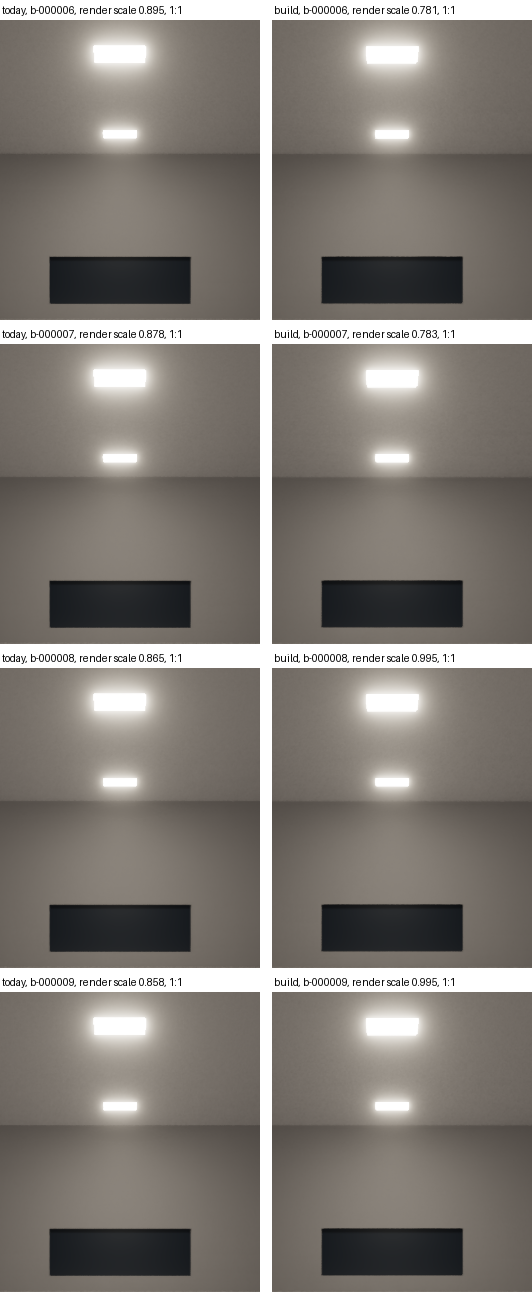 today, b-000006, render scale 0.895, 1:1
build, b-000006, render scale 0.781, 1:1
today, b-000007, render scale 0.878, 1:1
build, b-000007, render scale 0.783, 1:1
today, b-000008, render scale 0.865, 1:1
build, b-000008, render scale 0.995, 1:1
today, b-000009, render scale 0.858, 1:1
build, b-000009, render scale 0.995, 1:1